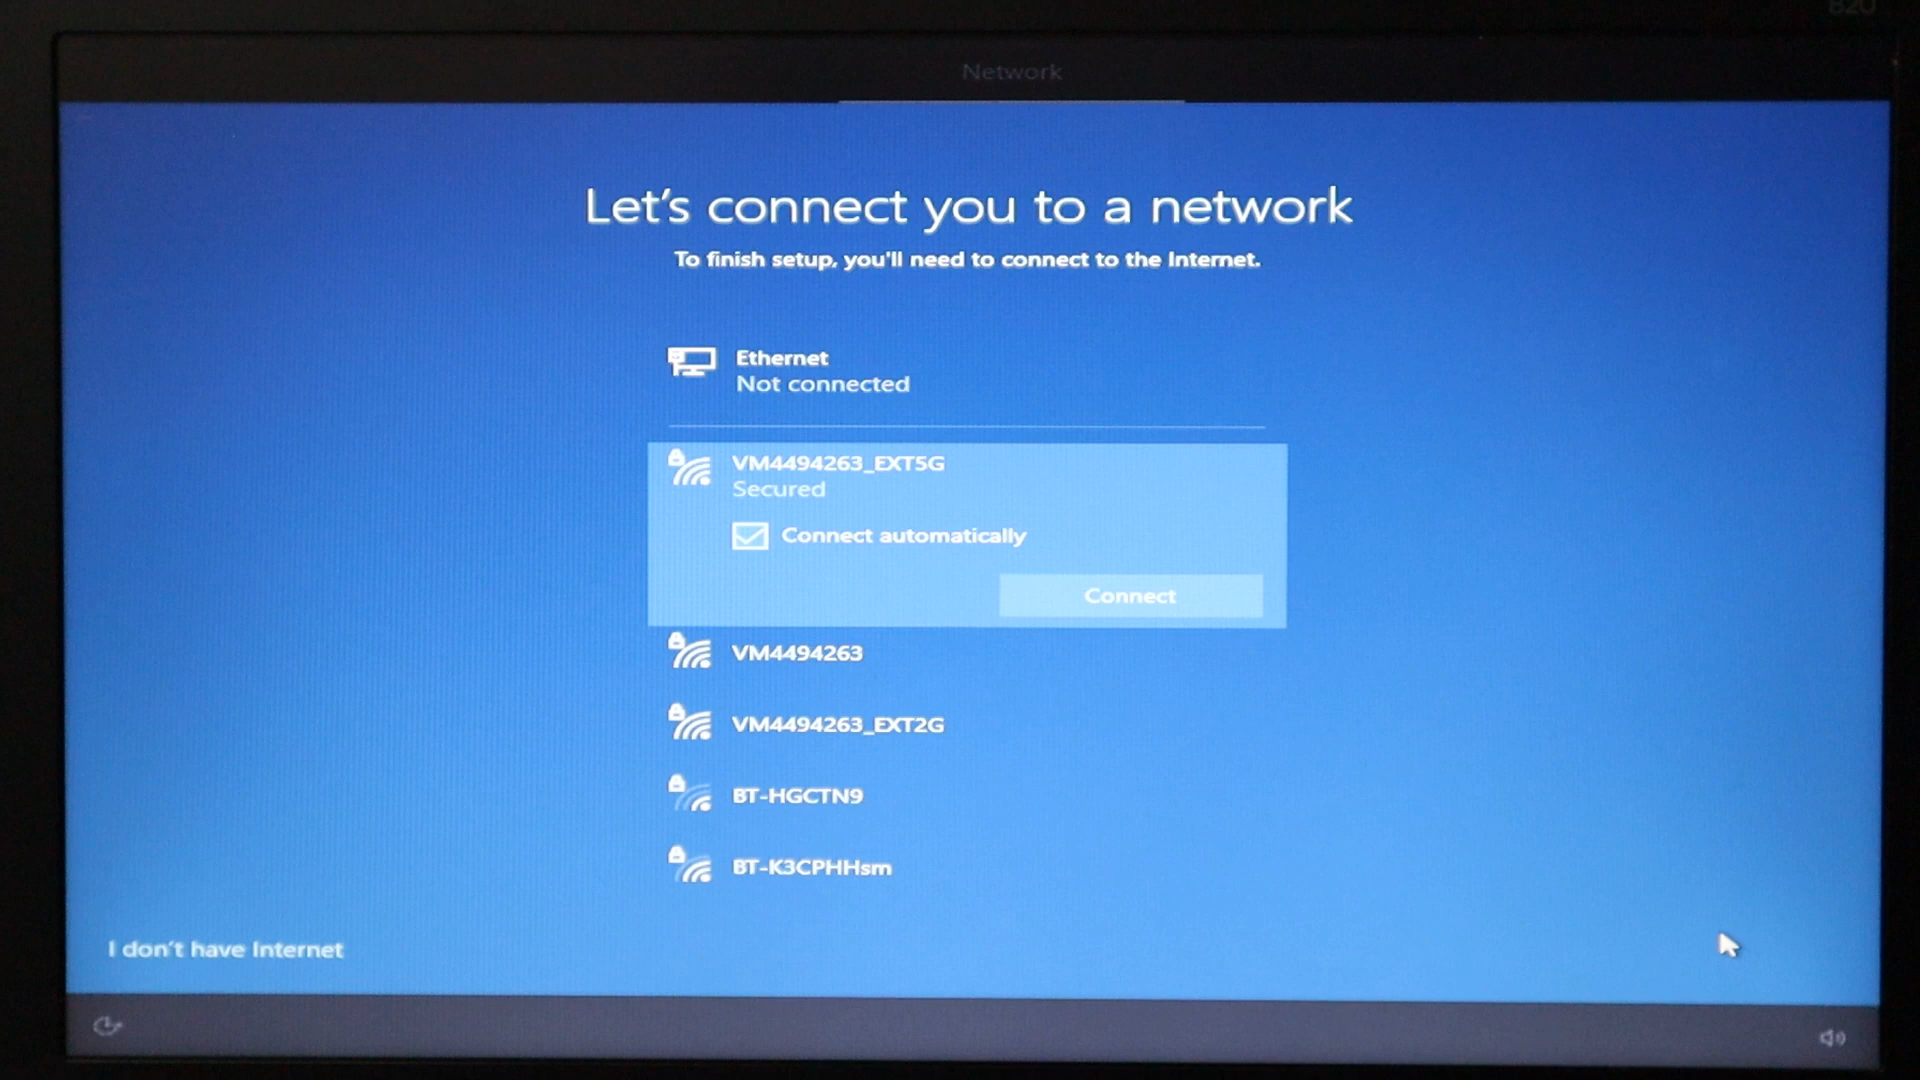 B20
Network
Let's connect you to a network
To finish setup, you'll need to connect to the Internet.
Ethernet
Not connected
VM4494263_EXT5G
Secured
Connect automatically
Connect
VM4494263
VM4494263_EXT2G
BT-HGCTN9
BT-K3CPHHsm
I don't have Internet